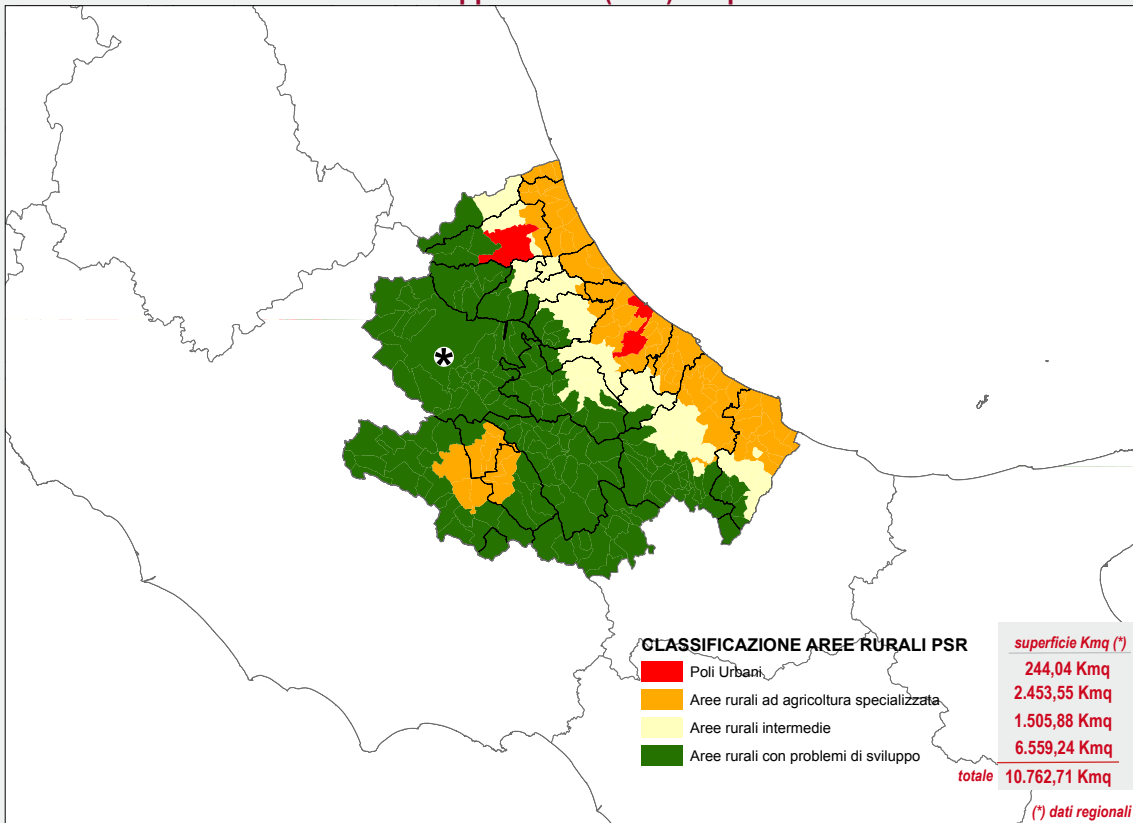 CLASSIFICAZIONE AREE RURALI PSR
superficie Kmq (*)
Poli Urbani
244,04 Kmq
Aree rurali ad agricoltura specializzata
2.453,55 Kmq
Aree rurali intermedie
1.505,88 Kmq
Aree rurali con problemi di sviluppo
6.559,24 Kmq
totale 10.762,71 Kmq
(*) dati regionali